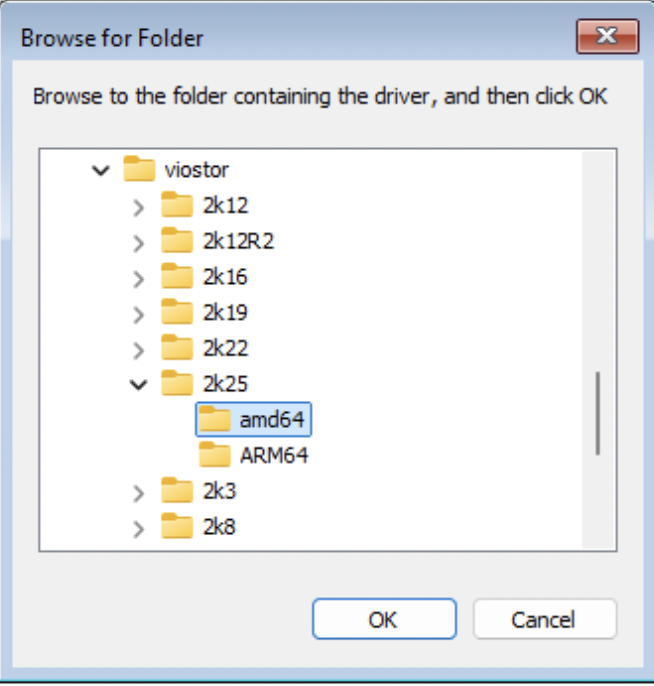 Browse for Folder
Browse to the folder containing the driver, and then click OK
viostor
2k12
2k12R2
2k16
2k19
2k22
2k25
amd64
ARM64
2k3
2k8
OK
Cancel